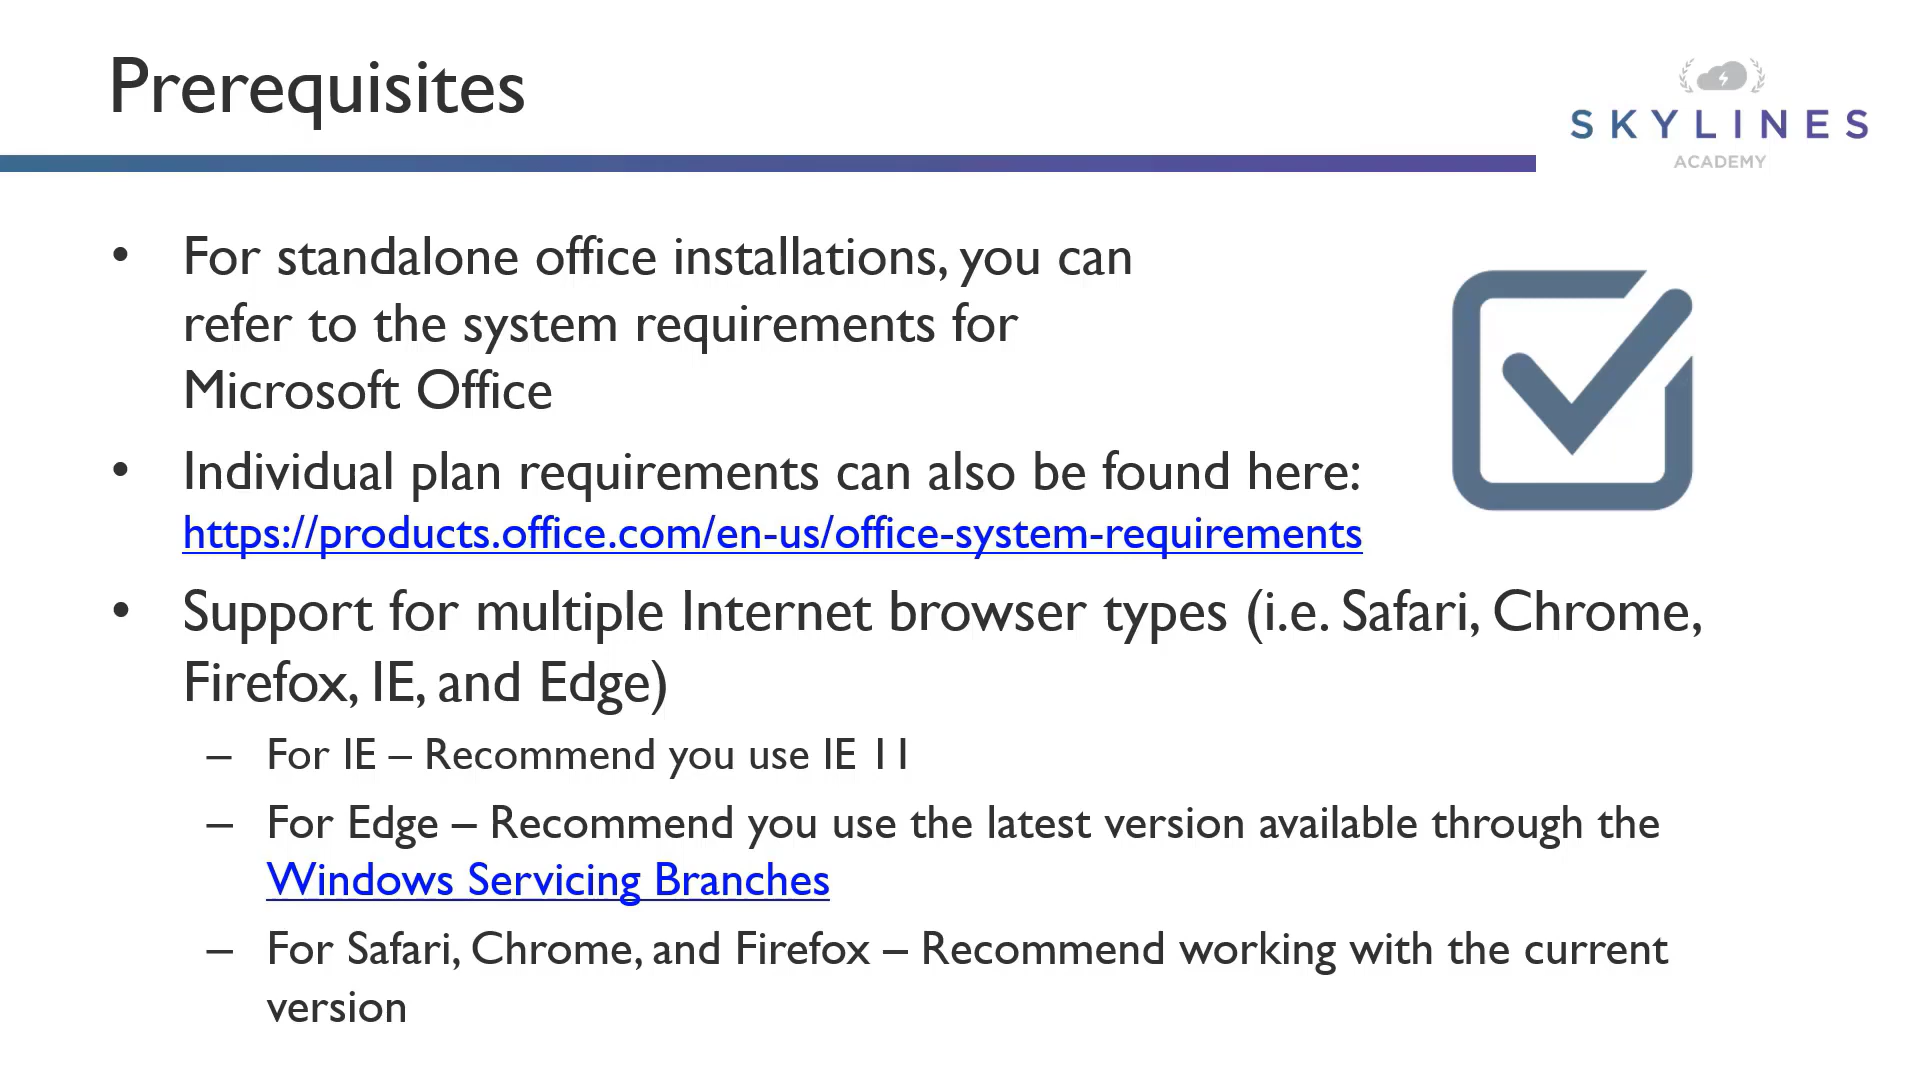 Prerequisites
SKYLINES
ACADEMY
• For standalone office installations, you can
refer to the system requirements for
Microsoft Office
• Individual plan requirements can also be found here:
https://products.office.com/en-us/office-system-requirements
• Support for multiple Internet browser types (i.e. Safari, Chrome,
Firefox, IE, and Edge)
– For IE – Recommend you use IE 11
– For Edge – Recommend you use the latest version available through the
Windows Servicing Branches
– For Safari, Chrome, and Firefox – Recommend working with the current
version